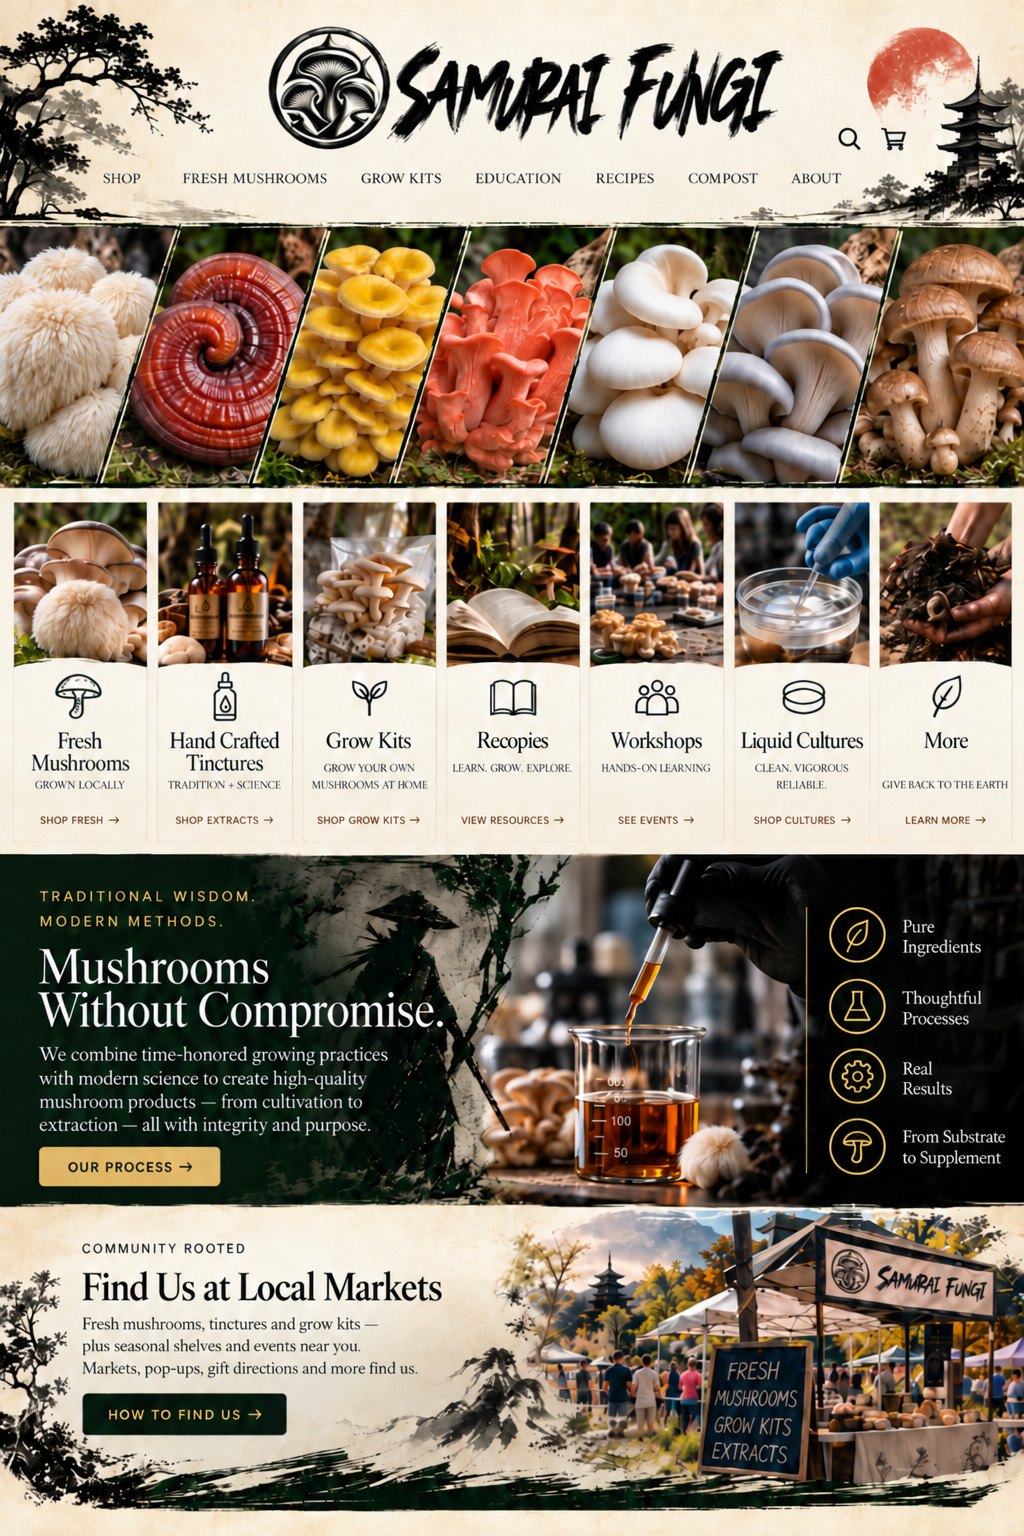 SAMURAI FUNGI
SHOP FRESH MUSHROOMS GROW KITS EDUCATION RECIPES COMPOST ABOUT
Fresh
Mushrooms
GROWN LOCALLY
SHOP FRESH →
Hand Crafted
Tinctures
TRADITION + SCIENCE
SHOP EXTRACTS →
Grow Kits
GROW YOUR OWN
MUSHROOMS AT HOME
SHOP GROW KITS →
Recopies
LEARN. GROW. EXPLORE.
VIEW RESOURCES →
Workshops
HANDS-ON LEARNING
SEE EVENTS →
Liquid Cultures
CLEAN. VIGOROUS
RELIABLE.
SHOP CULTURES →
More
GIVE BACK TO THE EARTH
LEARN MORE →
TRADITIONAL WISDOM.
MODERN METHODS.
Mushrooms
Without Compromise.
We combine time-honored growing practices
with modern science to create high-quality
mushroom products — from cultivation to
extraction — all with integrity and purpose.
OUR PROCESS →
100
50
Pure
Ingredients
Thoughtful
Processes
Real
Results
From Substrate
to Supplement
COMMUNITY ROOTED
Find Us at Local Markets
Fresh mushrooms, tinctures and grow kits —
plus seasonal shelves and events near you.
Markets, pop-ups, gift directions and more find us.
HOW TO FIND US →
SAMURAI FUNGI
FRESH
MUSHROOMS
GROW KITS
EXTRACTS